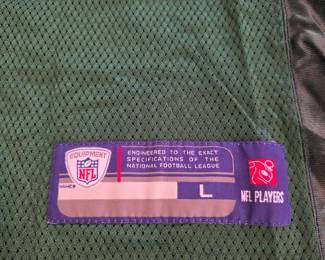 EQUIPMENT
NFL
ENGINEERED TO THE EXACT
SPECIFICATIONS OF THE
NATIONAL FOOTBALL LEAGUE
L
NFL PLAYERS